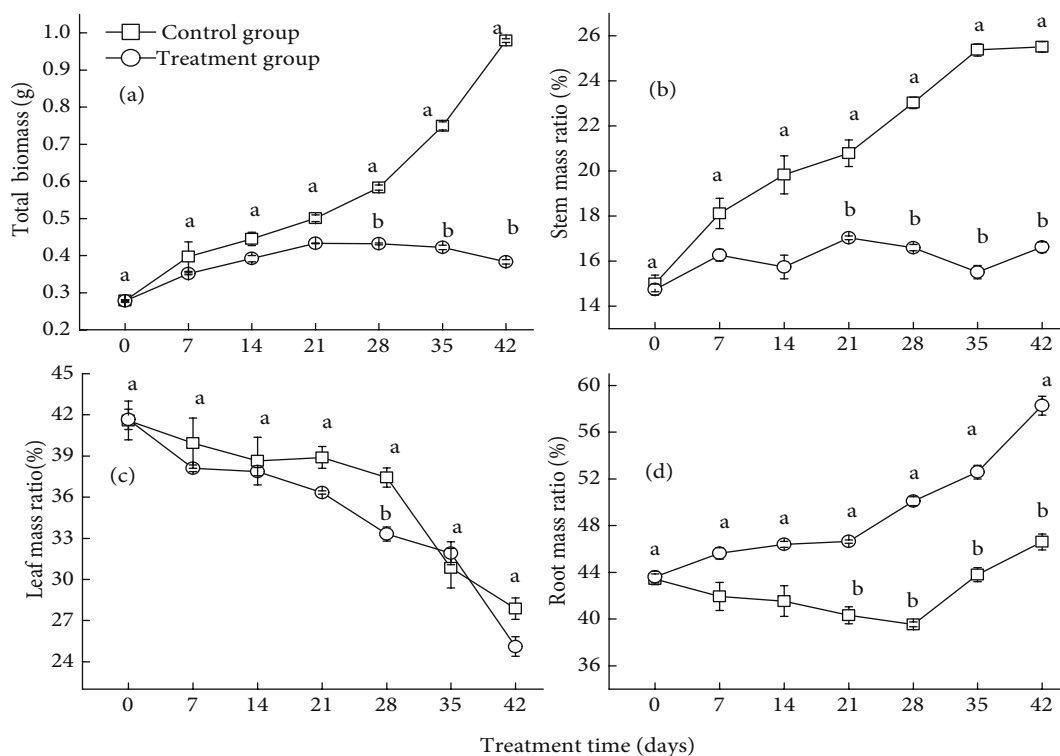 Control group
Treatment group
(a)
Total biomass (g)
1.0
0.9
0.8
0.7
0.6
0.5
0.4
0.3
0.2
a
a
a
a
a
a
a
b
b
b
0 7 14 21 28 35 42
(b)
Stem mass ratio (%)
26
24
22
20
18
16
14
a
a
a
a
a
a
a
b
b
b
b
0 7 14 21 28 35 42
(c)
Leaf mass ratio(%)
45
42
39
36
33
30
27
24
a
a
a
a
a
b
a
a
0 7 14 21 28 35 42
(d)
Root mass ratio (%)
60
56
52
48
44
40
36
a
a
a
a
a
a
a
b
b
b
b
0 7 14 21 28 35 42
Treatment time (days)